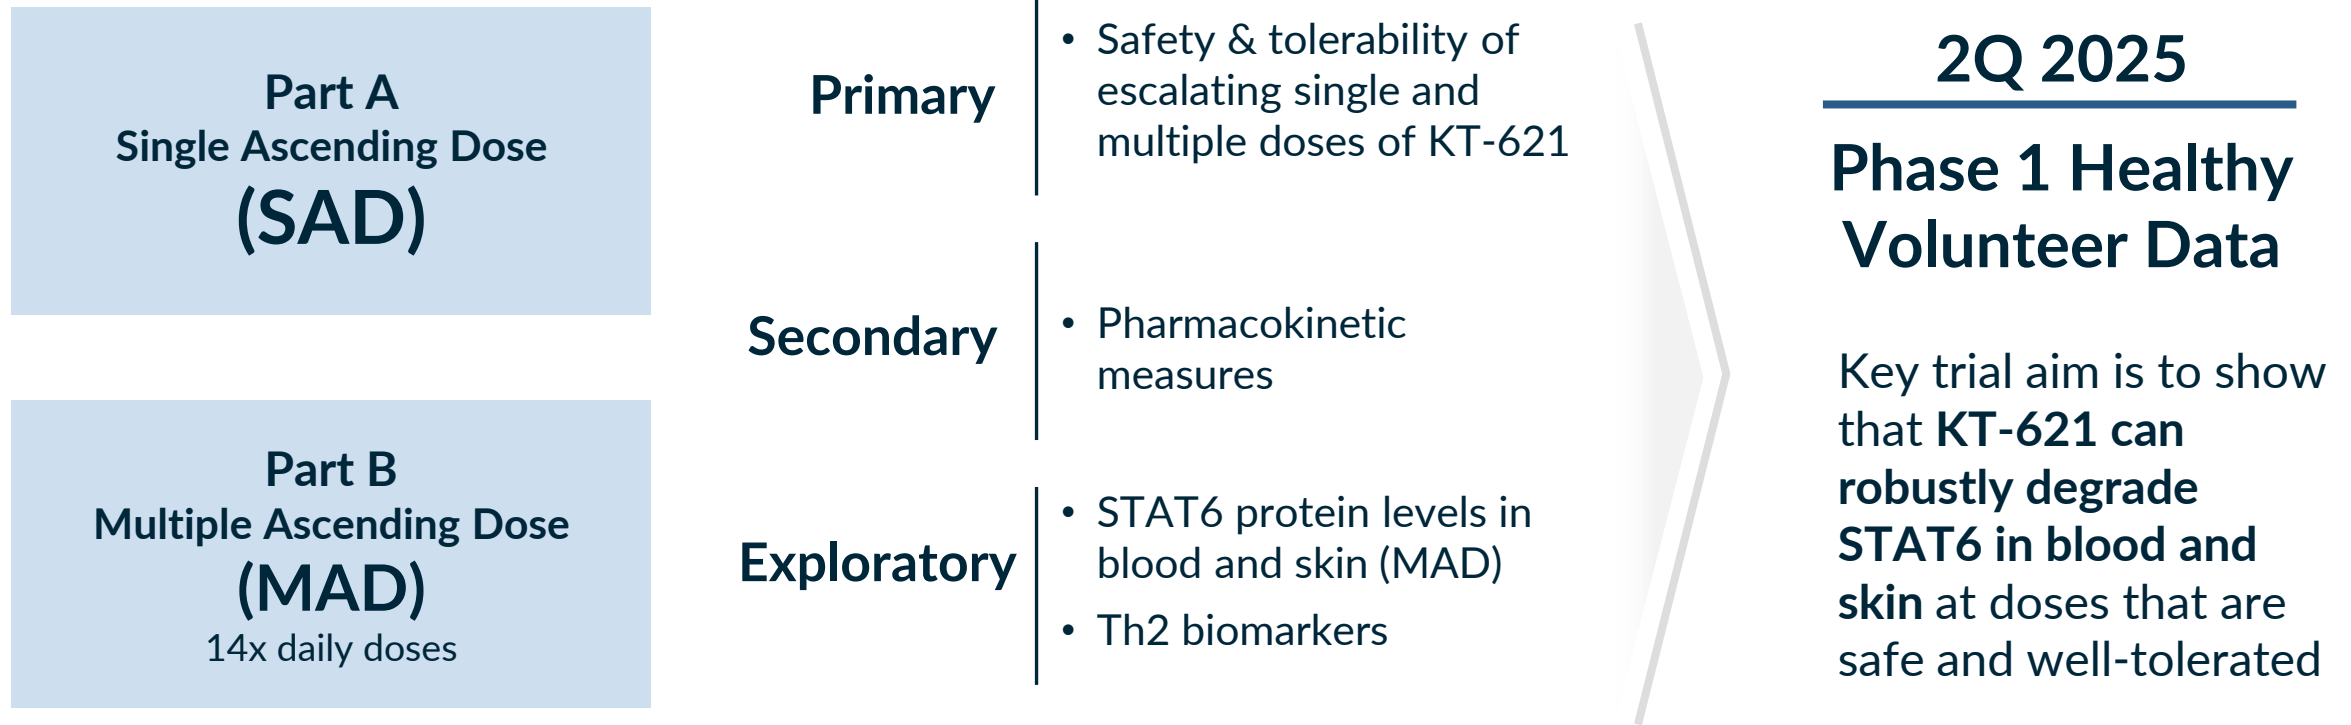 Part A
Single Ascending Dose
(SAD)
Part B
Multiple Ascending Dose
(MAD)
14x daily doses
Primary
• Safety & tolerability of
escalating single and
multiple doses of KT-621
Secondary
• Pharmacokinetic
measures
Exploratory
• STAT6 protein levels in
blood and skin (MAD)
• Th2 biomarkers
2Q 2025
Phase 1 Healthy
Volunteer Data
Key trial aim is to show
that KT-621 can
robustly degrade
STAT6 in blood and
skin at doses that are
safe and well-tolerated